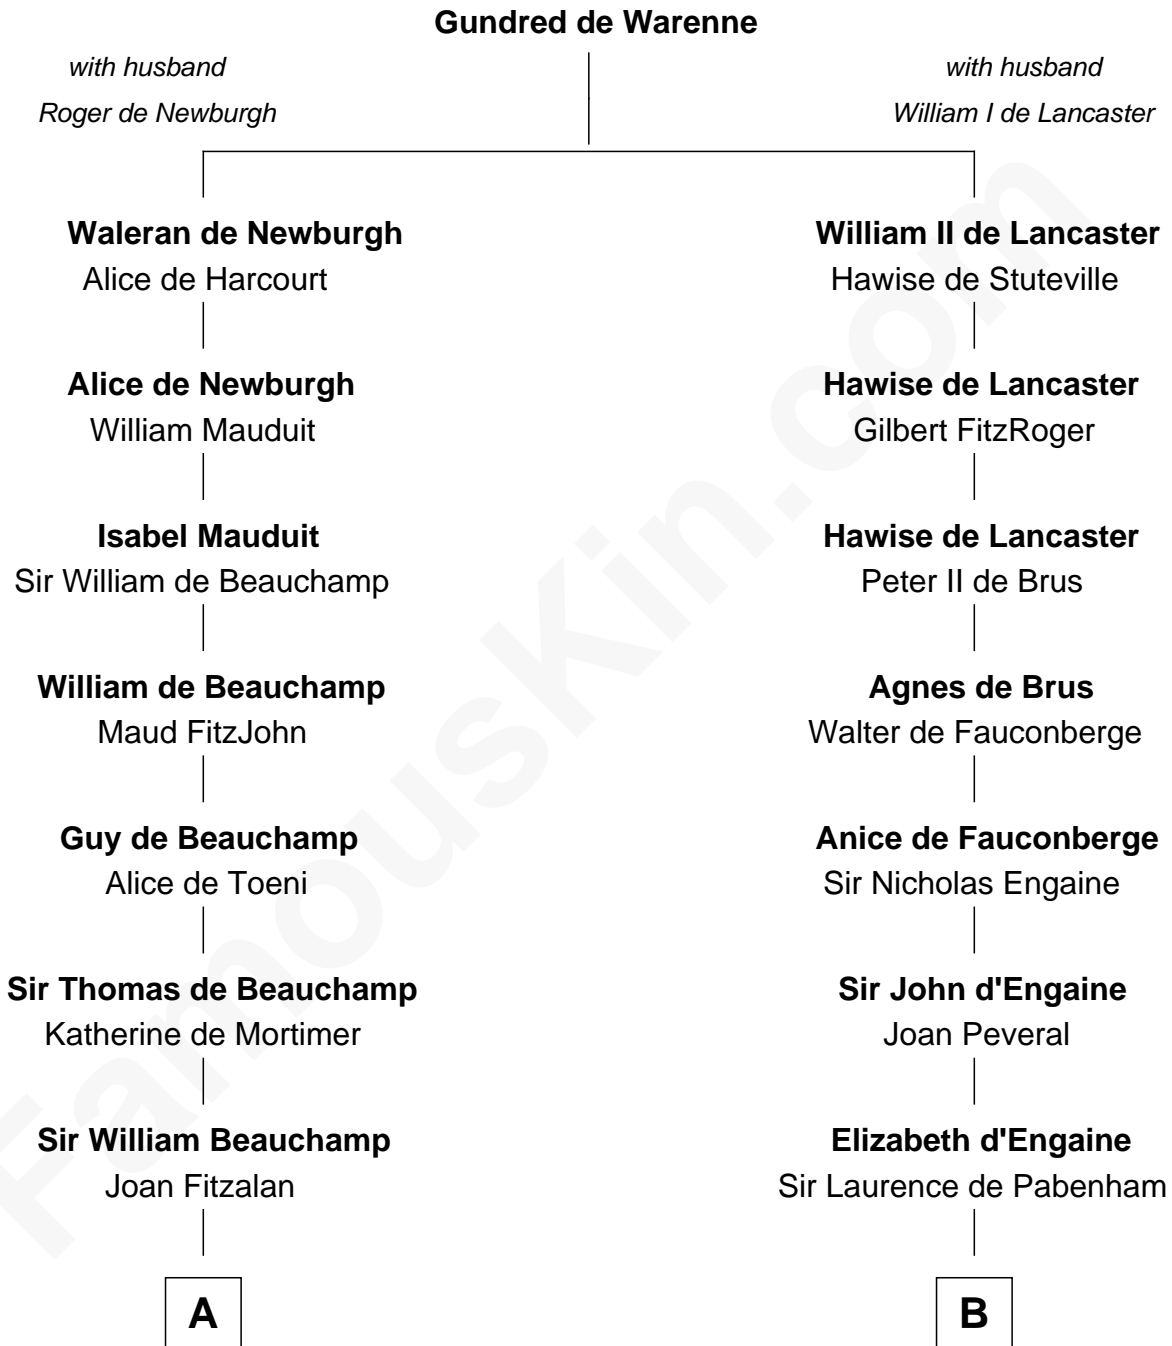 Gundred de Warenne
with husband
Roger de Newburgh
with husband
William I de Lancaster
Waleran de Newburgh
Alice de Harcourt
Alice de Newburgh
William Mauduit
Isabel Mauduit
Sir William de Beauchamp
William de Beauchamp
Maud FitzJohn
Guy de Beauchamp
Alice de Toeni
Sir Thomas de Beauchamp
Katherine de Mortimer
Sir William Beauchamp
Joan Fitzalan
A
William II de Lancaster
Hawise de Stuteville
Hawise de Lancaster
Gilbert FitzRoger
Hawise de Lancaster
Peter II de Brus
Agnes de Brus
Walter de Fauconberge
Anice de Fauconberge
Sir Nicholas Engaine
Sir John d'Engaine
Joan Peveral
Elizabeth d'Engaine
Sir Laurence de Pabenham
B
FamousKin.com